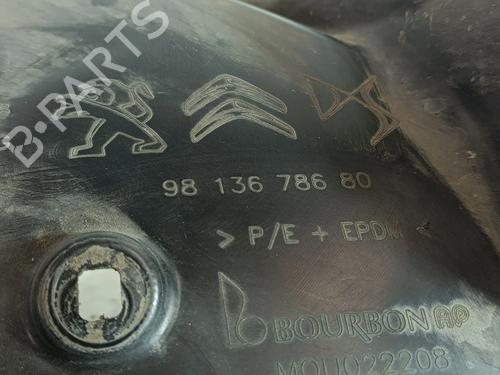 B-PARTS
98 136 786 80
> P/E + EPDM <
BOURBON AP
MOU022208